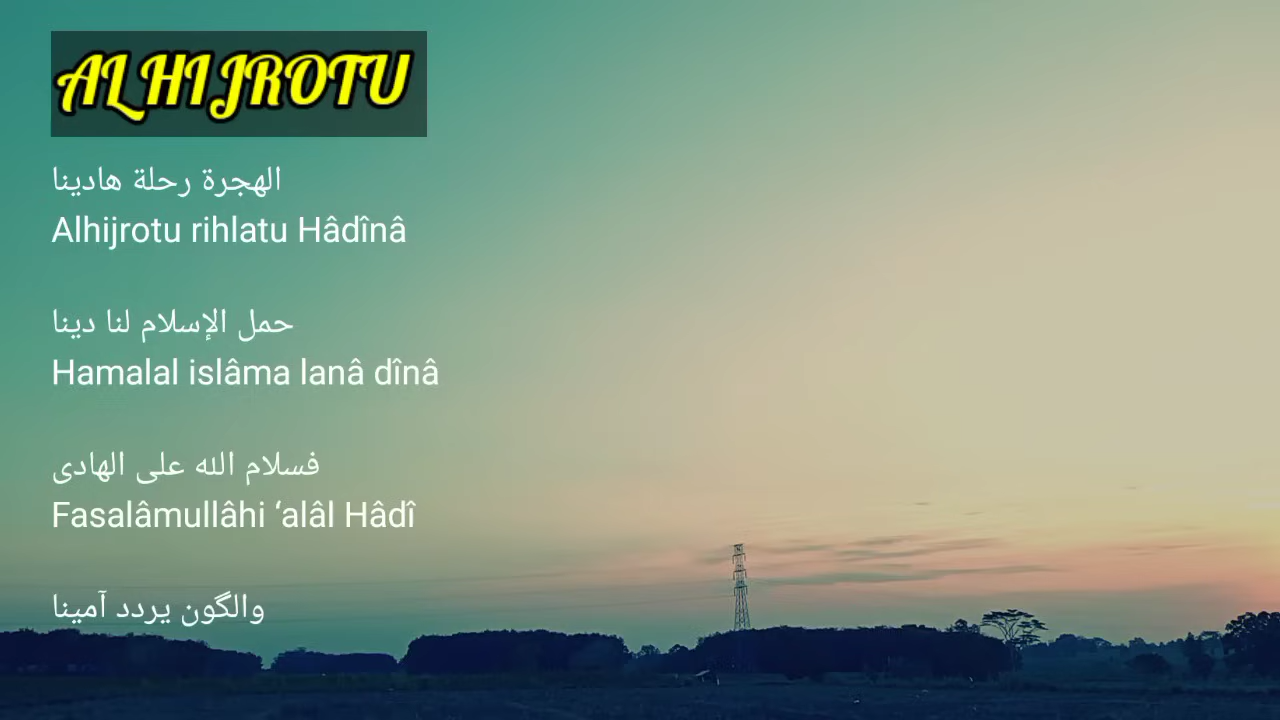 ALHIJROTU
الهجرة رحلة هادينا
Alhijrotu rihlatu Hâdînâ
حمل الإسلام لنا دينا
Hamalal islâma lanâ dînâ
فسلام الله على الهادى
Fasalâmullâhi ‘alâl Hâdî
والگون يردد آمينا